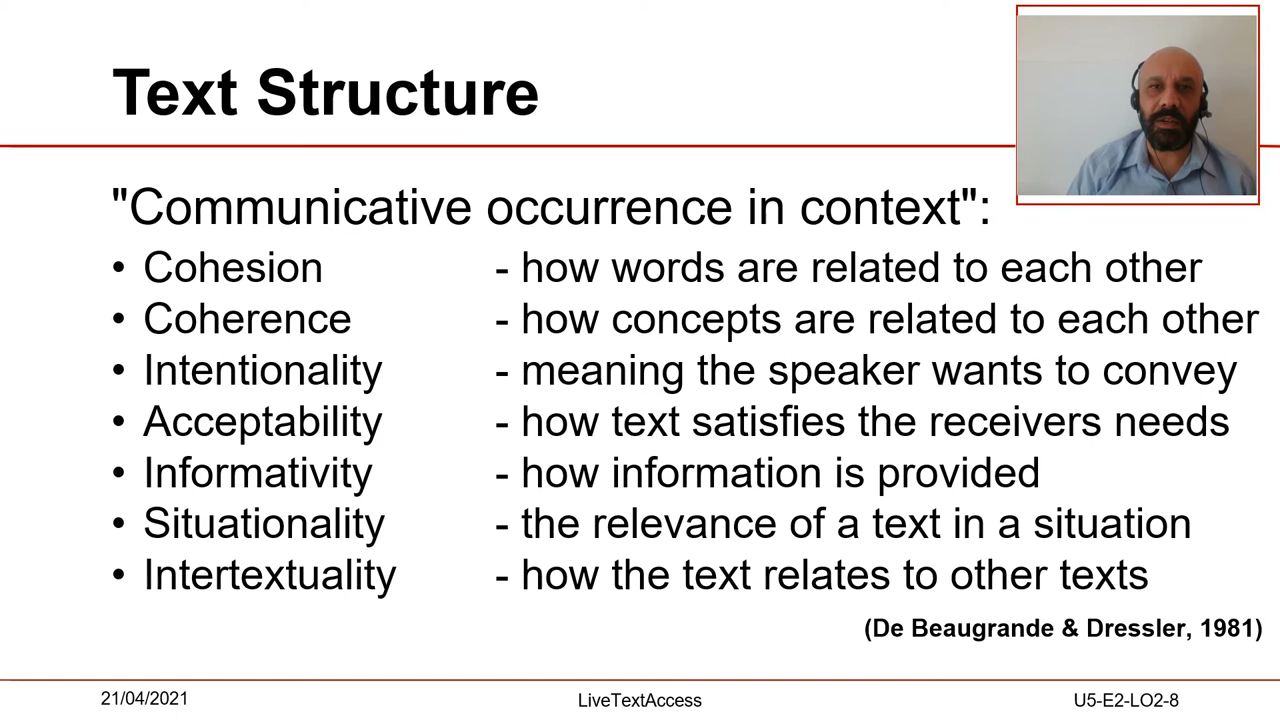 Text Structure
"Communicative occurrence in context":
• Cohesion - how words are related to each other
• Coherence - how concepts are related to each other
• Intentionality - meaning the speaker wants to convey
• Acceptability - how text satisfies the receivers needs
• Informativity - how information is provided
• Situationality - the relevance of a text in a situation
• Intertextuality - how the text relates to other texts
(De Beaugrande & Dressler, 1981)
21/04/2021 LiveTextAccess U5-E2-LO2-8